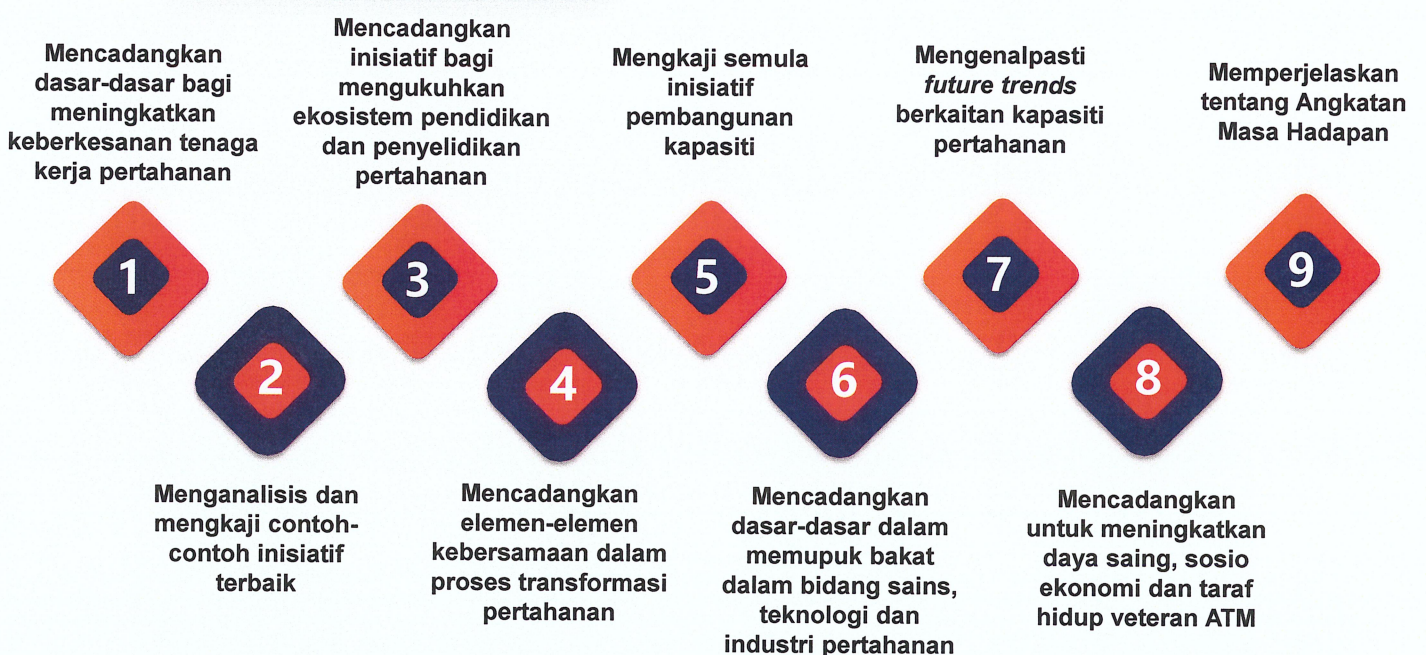 Mencadangkan
dasar-dasar bagi
meningkatkan
keberkesanan tenaga
kerja pertahanan
1
2
Menganalisis dan
mengkaji contoh-
contoh inisiatif
terbaik
Mencadangkan
inisiatif bagi
mengukuhkan
ekosistem pendidikan
dan penyelidikan
pertahanan
3
4
Mencadangkan
elemen-elemen
kebersamaan dalam
proses transformasi
pertahanan
Mengkaji semula
inisiatif
pembangunan
kapasiti
5
6
Mencadangkan
dasar-dasar dalam
memupuk bakat
dalam bidang sains,
teknologi dan
industri pertahanan
Mengenalpasti
future trends
berkaitan kapasiti
pertahanan
7
8
Mencadangkan
untuk meningkatkan
daya saing, sosio
ekonomi dan taraf
hidup veteran ATM
Memperjelaskan
tentang Angkatan
Masa Hadapan
9